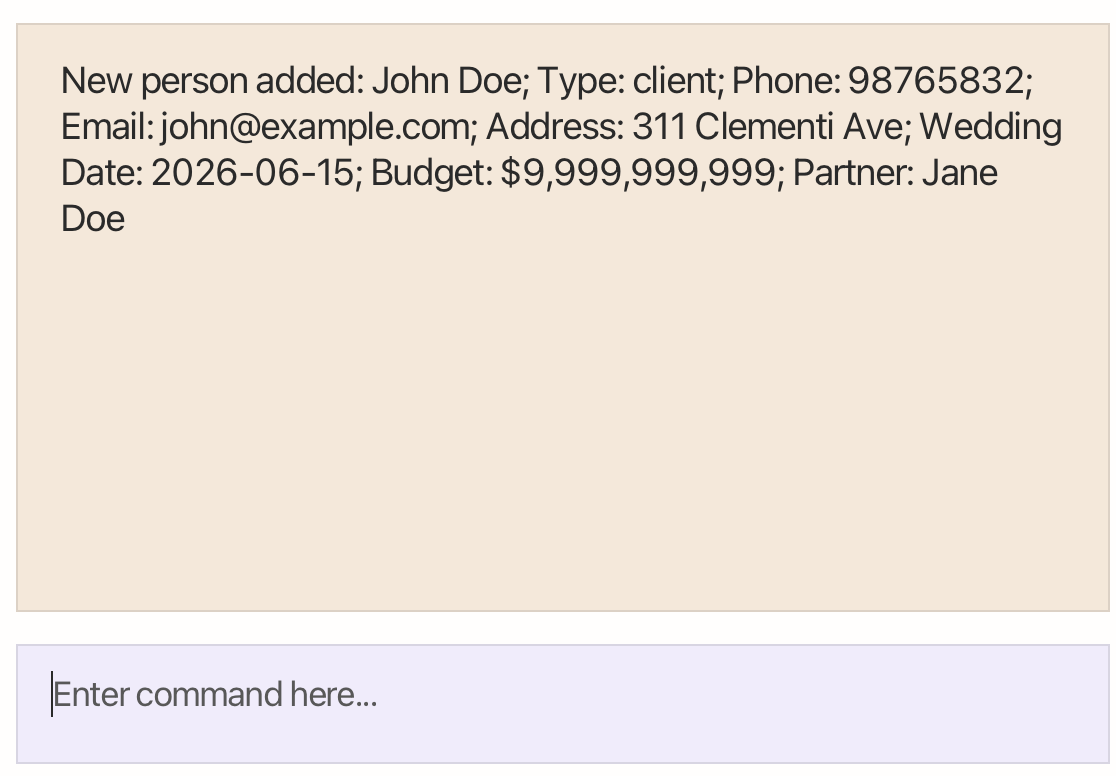 New person added: John Doe; Type: client; Phone: 98765832;
Email: john@example.com; Address: 311 Clementi Ave; Wedding
Date: 2026-06-15; Budget: $9,999,999,999; Partner: Jane
Doe
Enter command here...